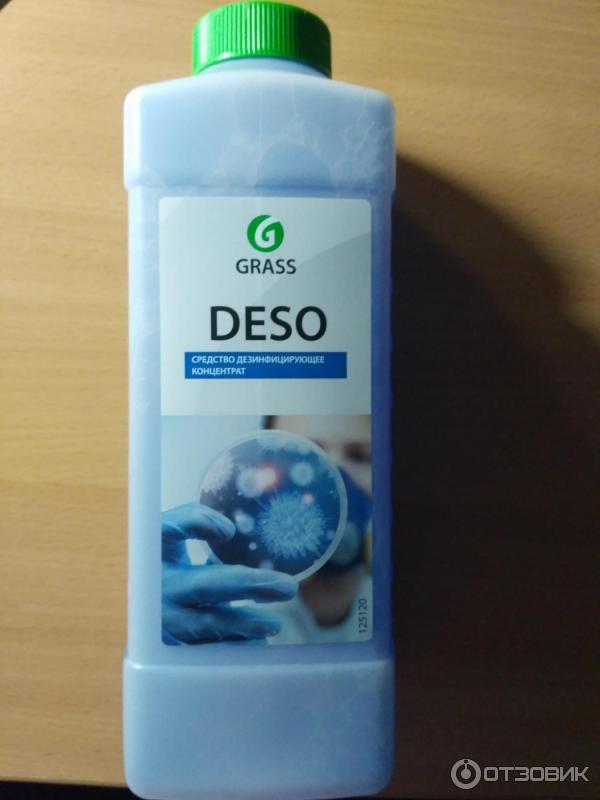 GRASS
DESO
СРЕДСТВО ДЕЗИНФИЦИРУЮЩЕЕ
КОНЦЕНТРАТ
125120
ОТЗОВИК